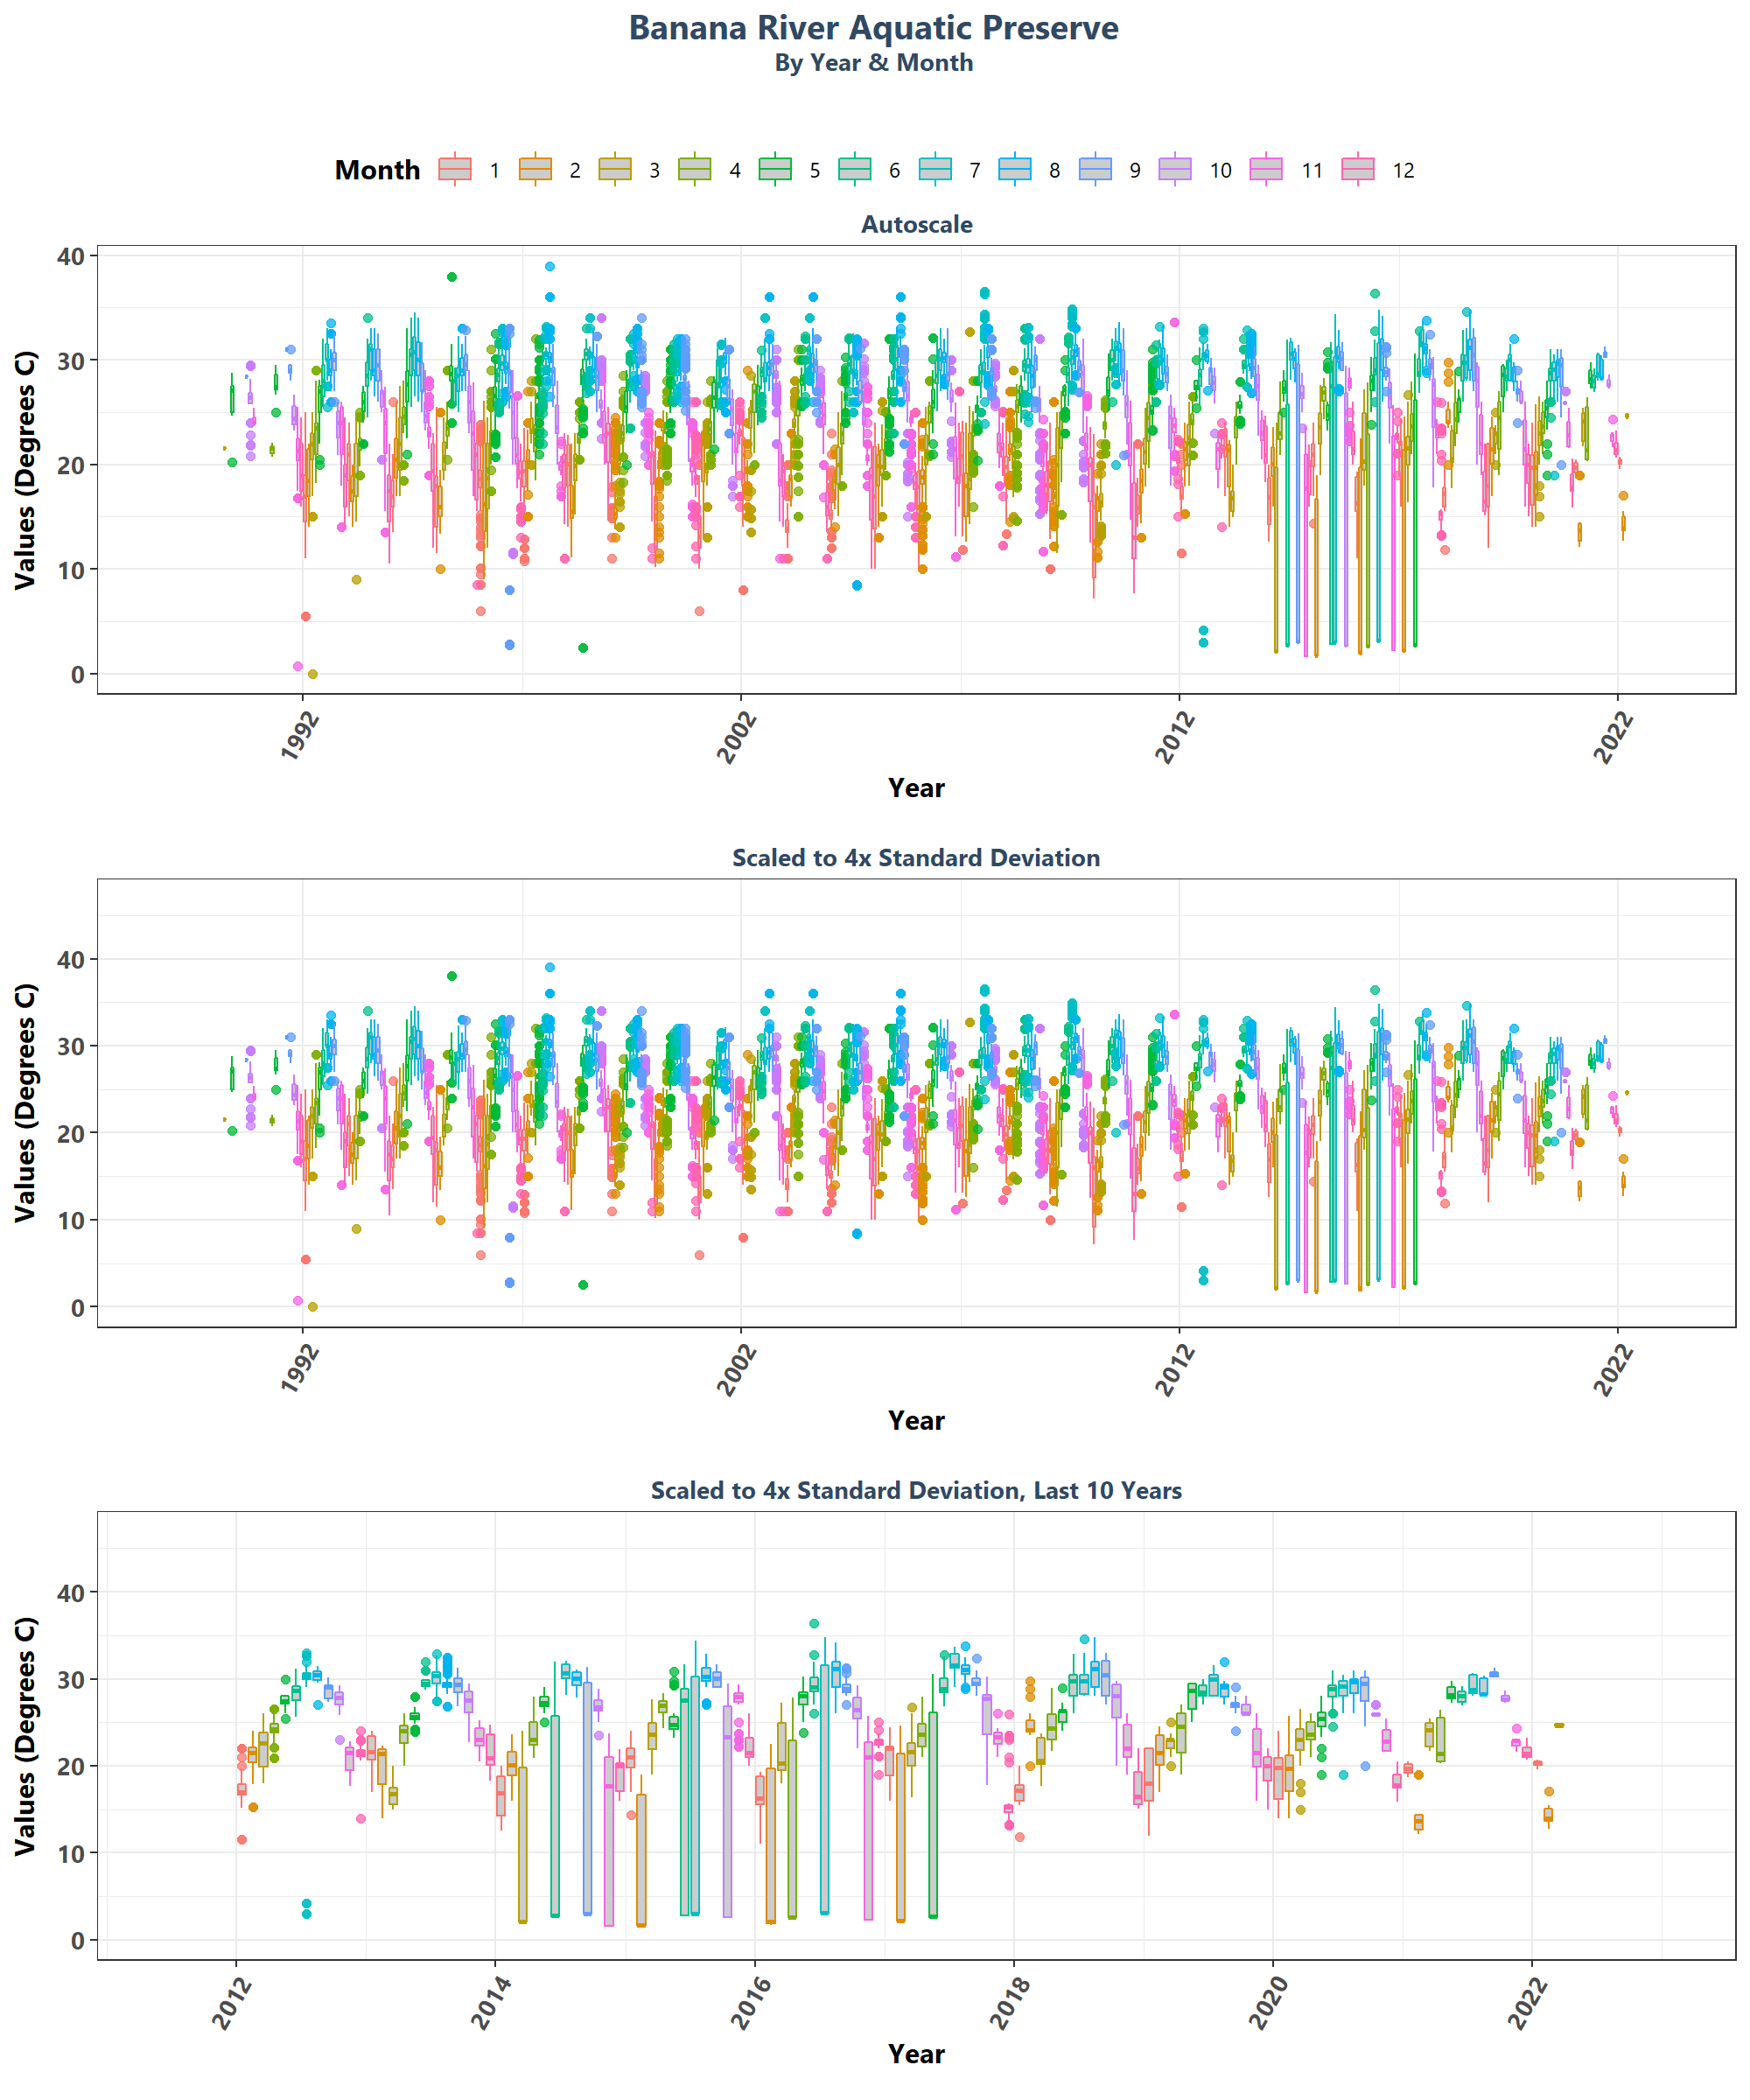 Banana River Aquatic Preserve
By Year & Month
Month 1 2 3 4 5 6 7 8 9 10 11 12
Autoscale
Values (Degrees C)
40
30
20
10
0
1992 2002 2012 2022
Year
Scaled to 4x Standard Deviation
Values (Degrees C)
40
30
20
10
0
1992 2002 2012 2022
Year
Scaled to 4x Standard Deviation, Last 10 Years
Values (Degrees C)
40
30
20
10
0
2012 2014 2016 2018 2020 2022
Year